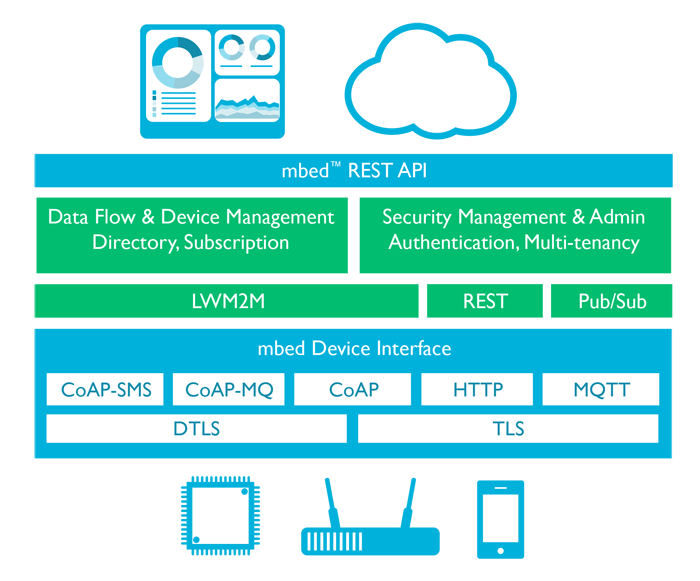 mbed™ REST API
Data Flow & Device Management
Directory, Subscription
Security Management & Admin
Authentication, Multi-tenancy
LWM2M
REST
Pub/Sub
mbed Device Interface
CoAP-SMS
CoAP-MQ
CoAP
HTTP
MQTT
DTLS
TLS